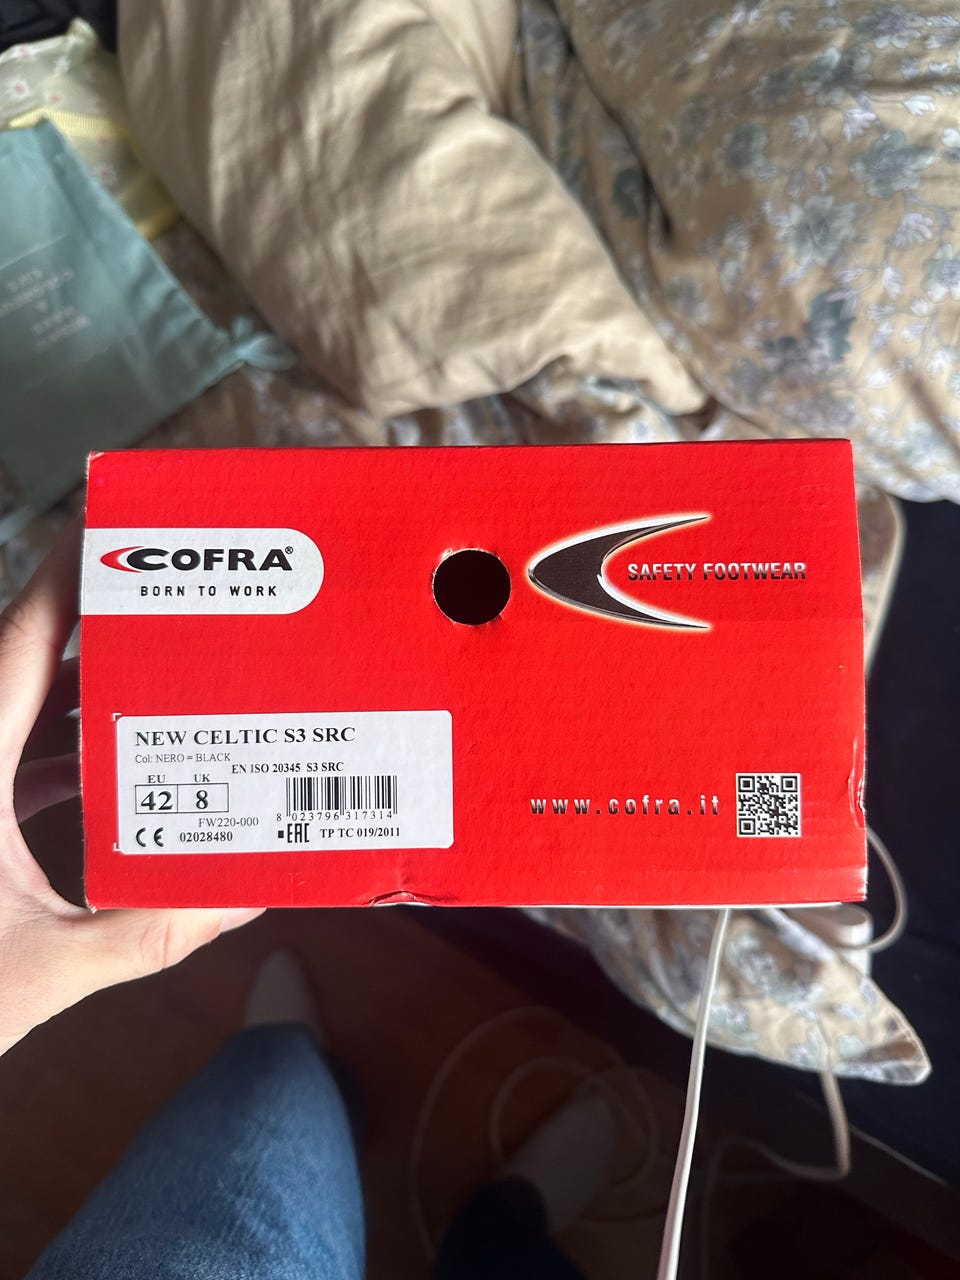 COFRA®
BORN TO WORK
SAFETY FOOTWEAR
NEW CELTIC S3 SRC
Col: NERO = BLACK
EN ISO 20345 S3 SRC
EU UK
42 8
FW220-000
8 023796 317314
CE 02028480
EAC TP TC 019/2011
www.cofra.it